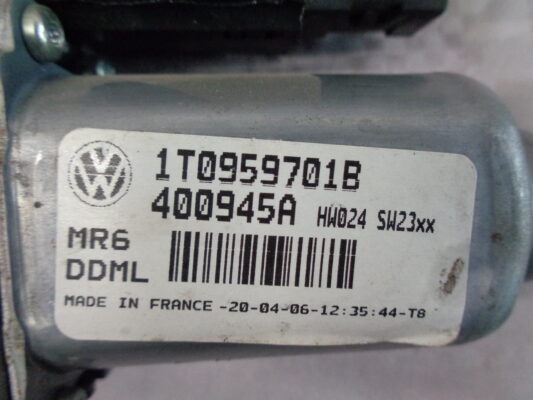 1T0959701B
400945A HW024 SW23xx
MR6
DDML
MADE IN FRANCE -20-04-06-12:35:44-T8